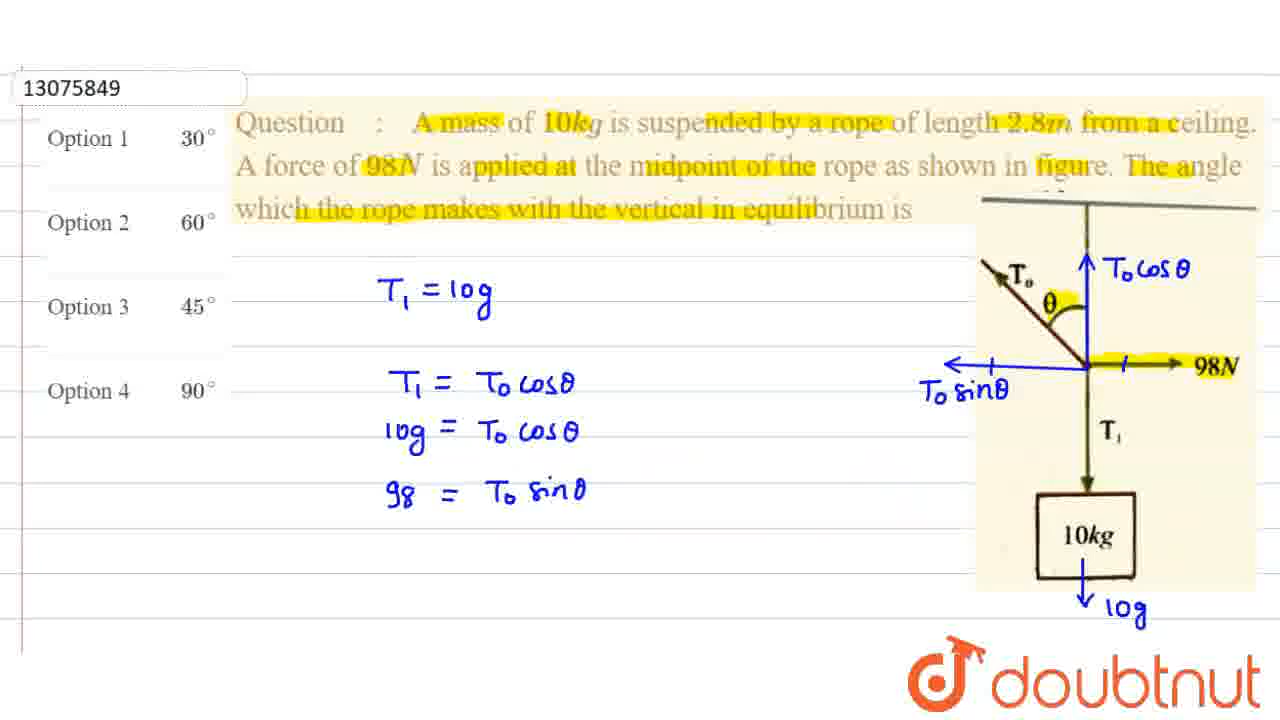 13075849
Option 1 30°
Option 2 60°
Option 3 45°
Option 4 90°
Question : A mass of 10kg is suspended by a rope of length 2.8m from a ceiling.
A force of 98N is applied at the midpoint of the rope as shown in figure. The angle
which the rope makes with the vertical in equilibrium is
T₁ = 10g
T₁ = T₀ cosθ
10g = T₀ cosθ
98 = T₀ sinθ
T₀
θ
T₀ cosθ
T₀ sinθ
98N
T₁
10kg
10g
doubtnut